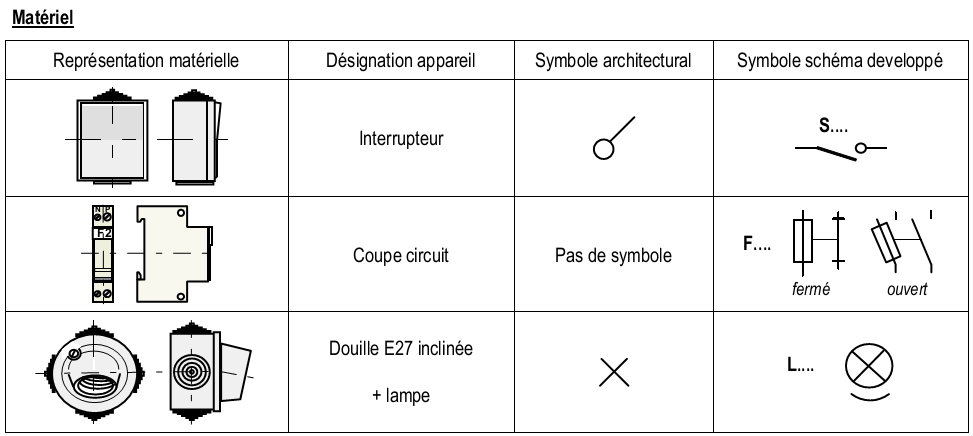 Matériel
Représentation matérielle
Désignation appareil
Symbole architectural
Symbole schéma developpé
Interrupteur
S....
N P
F2
Coupe circuit
Pas de symbole
F....
fermé
ouvert
Douille E27 inclinée
+ lampe
L....